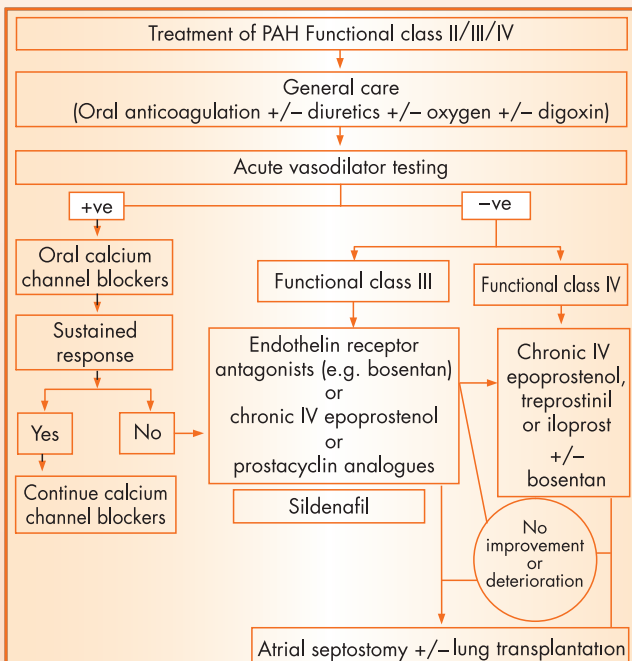 Treatment of PAH Functional class II/III/IV
General care
(Oral anticoagulation +/− diuretics +/− oxygen +/− digoxin)
Acute vasodilator testing
+ve
−ve
Oral calcium
channel blockers
Functional class III
Functional class IV
Sustained
response
Endothelin receptor
antagonists (e.g. bosentan)
or
chronic IV epoprostenol
or
prostacyclin analogues
Chronic IV
epoprostenol,
treprostinil
or iloprost
+/−
bosentan
Yes
No
Continue calcium
channel blockers
Sildenafil
No
improvement
or
deterioration
Atrial septostomy +/−lung transplantation